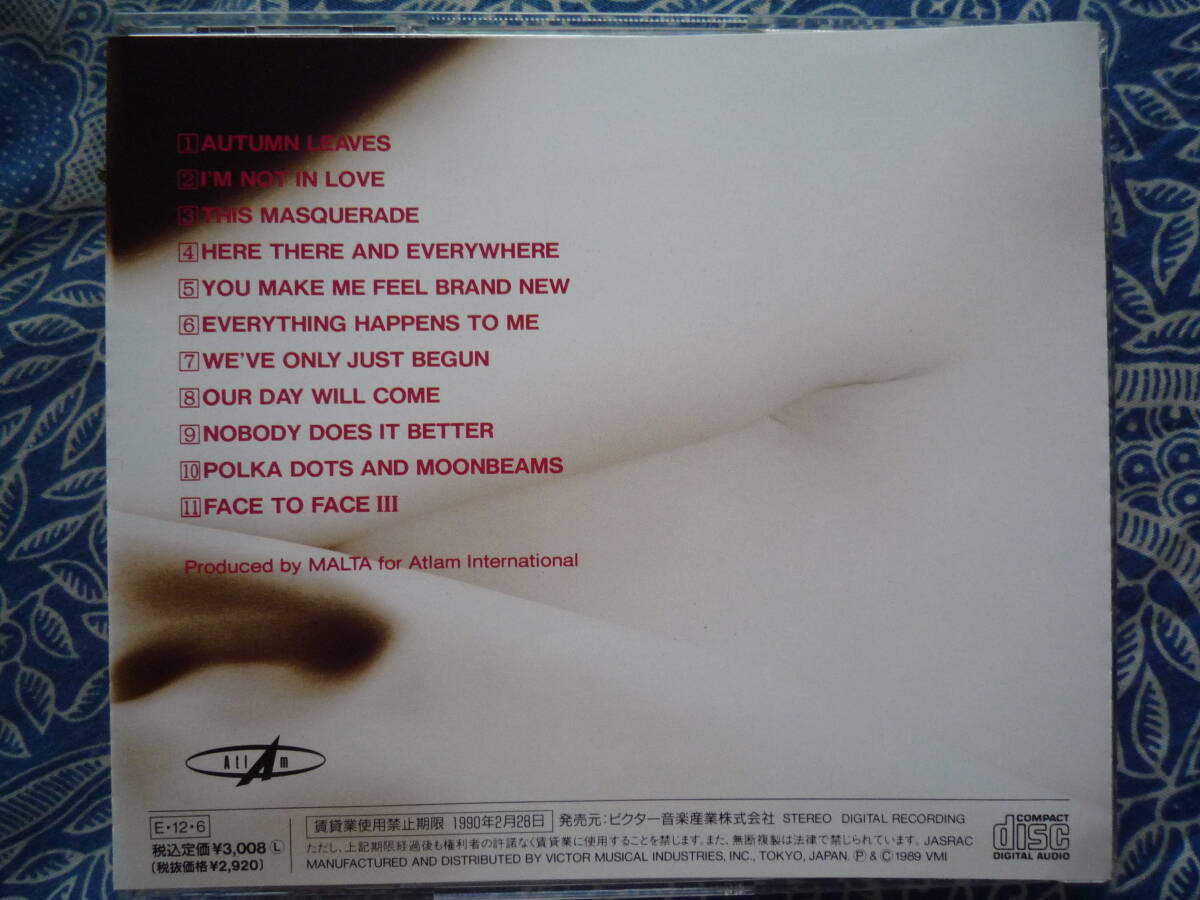 1 AUTUMN LEAVES
2 I'M NOT IN LOVE
3 THIS MASQUERADE
4 HERE THERE AND EVERYWHERE
5 YOU MAKE ME FEEL BRAND NEW
6 EVERYTHING HAPPENS TO ME
7 WE'VE ONLY JUST BEGUN
8 OUR DAY WILL COME
9 NOBODY DOES IT BETTER
10 POLKA DOTS AND MOONBEAMS
11 FACE TO FACE III
Produced by MALTA for Atlam International
AtlAm
E・12・6
税込定価¥3,008 Ⓛ
(税抜価格¥2,920)
賃貸業使用禁止期限 1990年2月28日 発売元:ビクター音楽産業株式会社 STEREO DIGITAL RECORDING
ただし、上記期限経過後も権利者の許諾なく賃貸業に使用することを禁じます。また、無断複製は法律で禁じられています。 JASRAC
MANUFACTURED AND DISTRIBUTED BY VICTOR MUSICAL INDUSTRIES, INC., TOKYO, JAPAN. Ⓟ & Ⓒ 1989 VMI
COMPACT
disc
DIGITAL AUDIO